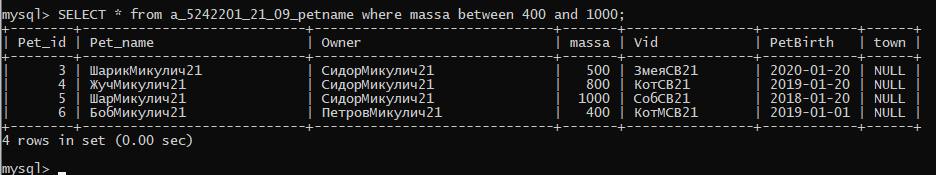 mysql> SELECT * from a_5242201_21_09_petname where massa between 400 and 1000;
+--------+--------------------------+--------------------------------+-------+-----------------+------------+------+
| Pet_id | Pet_name | Owner | massa | Vid | PetBirth | town |
+--------+--------------------------+--------------------------------+-------+-----------------+------------+------+
| 3 | ШарикМикулич21 | СидорМикулич21 | 500 | ЗмеяСВ21 | 2020-01-20 | NULL |
| 4 | ЖучМикулич21 | СидорМикулич21 | 800 | КотСВ21 | 2019-01-20 | NULL |
| 5 | ШарМикулич21 | СидорМикулич21 | 1000 | СобСВ21 | 2018-01-20 | NULL |
| 6 | БобМикулич21 | ПетровМикулич21 | 400 | КотМСВ21 | 2019-01-01 | NULL |
+--------+--------------------------+--------------------------------+-------+-----------------+------------+------+
4 rows in set (0.00 sec)
mysql> _